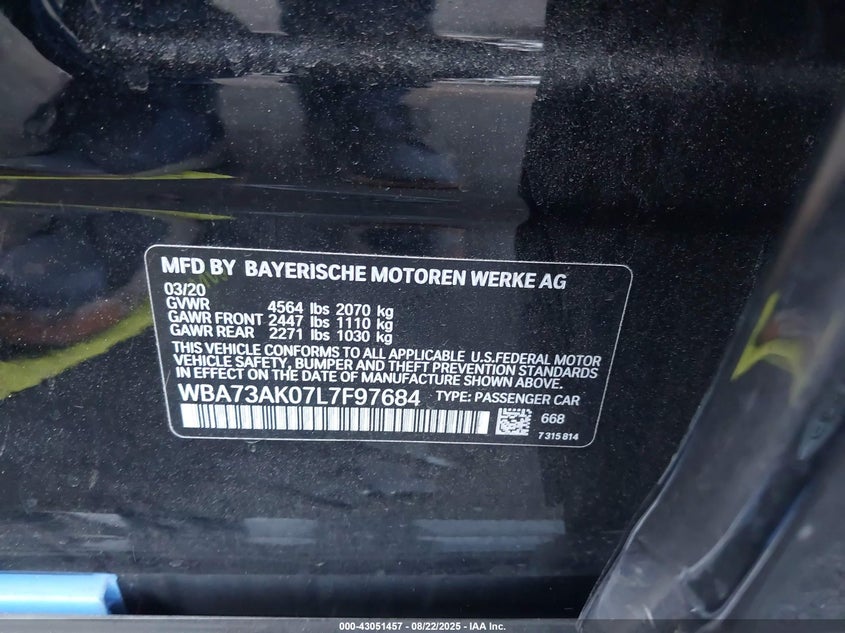 MFD BY BAYERISCHE MOTOREN WERKE AG
03/20
GVWR 4564 lbs 2070 kg
GAWR FRONT 2447 lbs 1110 kg
GAWR REAR 2271 lbs 1030 kg
THIS VEHICLE CONFORMS TO ALL APPLICABLE U.S.FEDERAL MOTOR
VEHICLE SAFETY, BUMPER AND THEFT PREVENTION STANDARDS
IN EFFECT ON THE DATE OF MANUFACTURE SHOWN ABOVE.
WBA73AK07L7F97684 TYPE: PASSENGER CAR
668
7 315 814
000-43051457 - 08/22/2025 - IAA Inc.